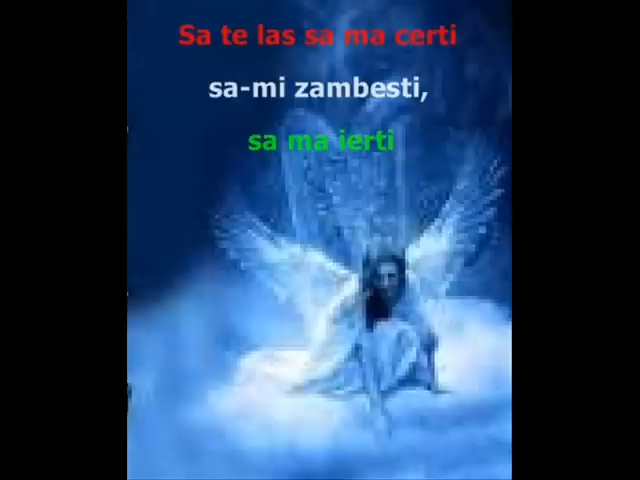 Sa te las sa ma certi
sa-mi zambesti,
sa ma ierti